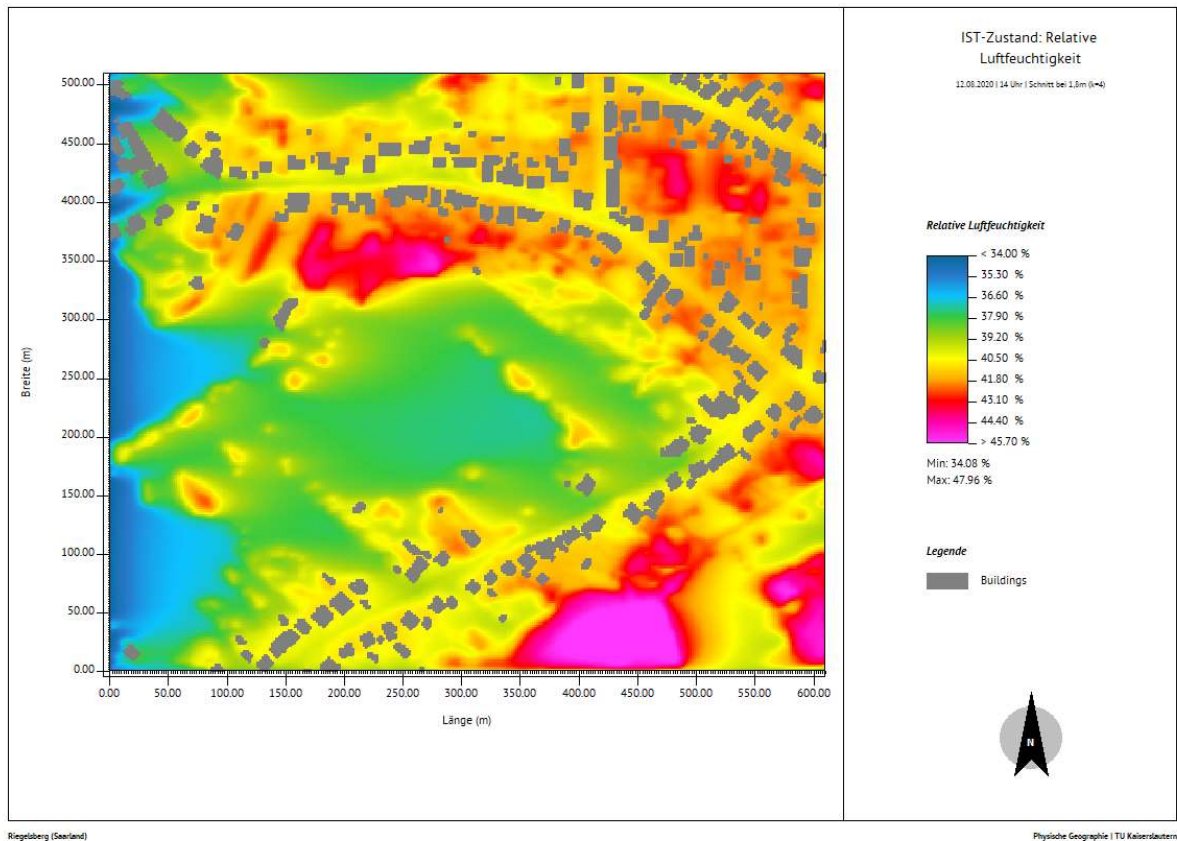 IST-Zustand: Relative
Luftfeuchtigkeit
12.08.2020 | 14 Uhr | Schnitt bei 1,8m (k=4)
500.00
450.00
400.00
350.00
300.00
250.00
200.00
150.00
100.00
50.00
0.00
Breite (m)
0.00 50.00 100.00 150.00 200.00 250.00 300.00 350.00 400.00 450.00 500.00 550.00 600.00
Länge (m)
Relative Luftfeuchtigkeit
< 34.00 %
35.30 %
36.60 %
37.90 %
39.20 %
40.50 %
41.80 %
43.10 %
44.40 %
> 45.70 %
Min: 34.08 %
Max: 47.96 %
Legende
Buildings
N
Riegelsberg (Saarland)
Physische Geographie | TU Kaiserslautern